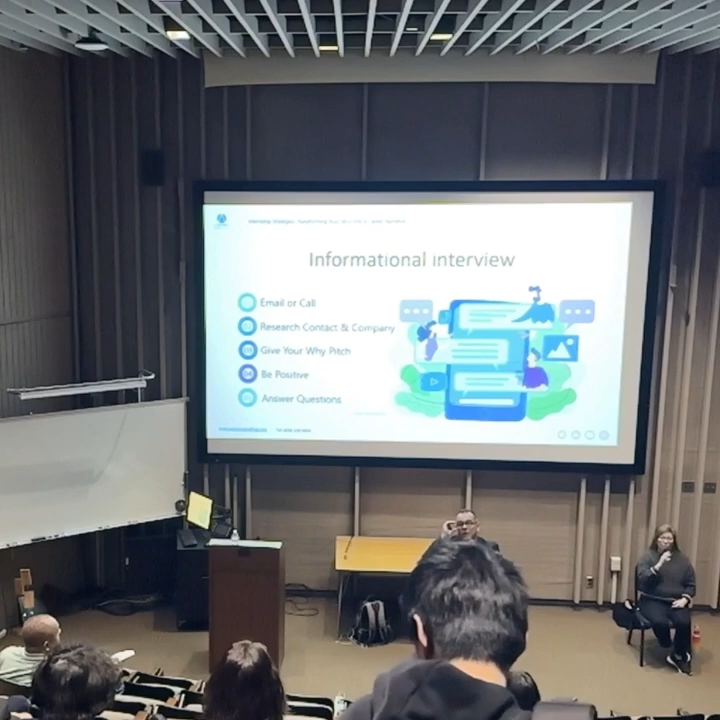 Informational interview
Email or Call
Research Contact & Company
Give Your Why Pitch
Be Positive
Answer Questions